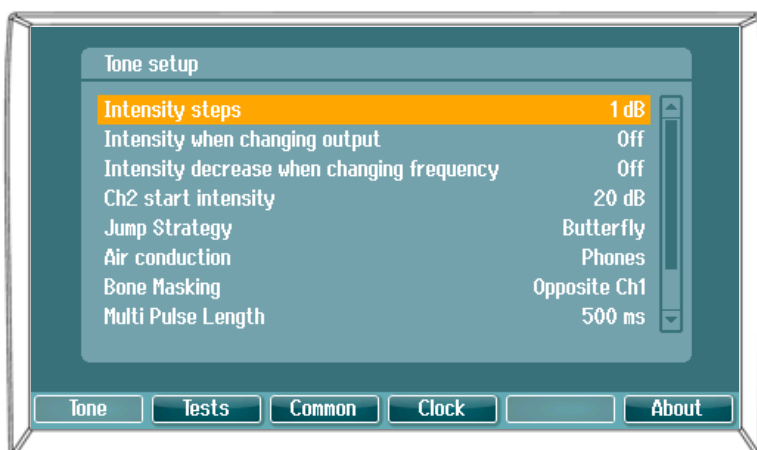 Tone setup
Intensity steps 1 dB
Intensity when changing output Off
Intensity decrease when changing frequency Off
Ch2 start intensity 20 dB
Jump Strategy Butterfly
Air conduction Phones
Bone Masking Opposite Ch1
Multi Pulse Length 500 ms
Tone Tests Common Clock About